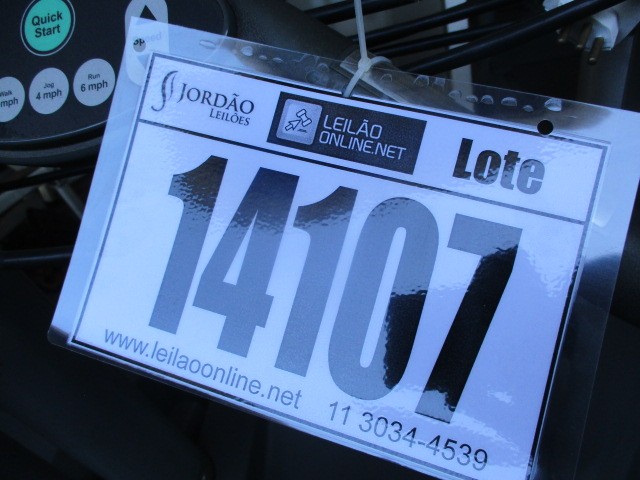 Quick
Start
Jog
4 mph
Run
6 mph
mph
JORDÃO
LEILÕES
LEILÃO
ONLINE.NET
Lote
14107
www.leilaoonline.net
11 3034-4539